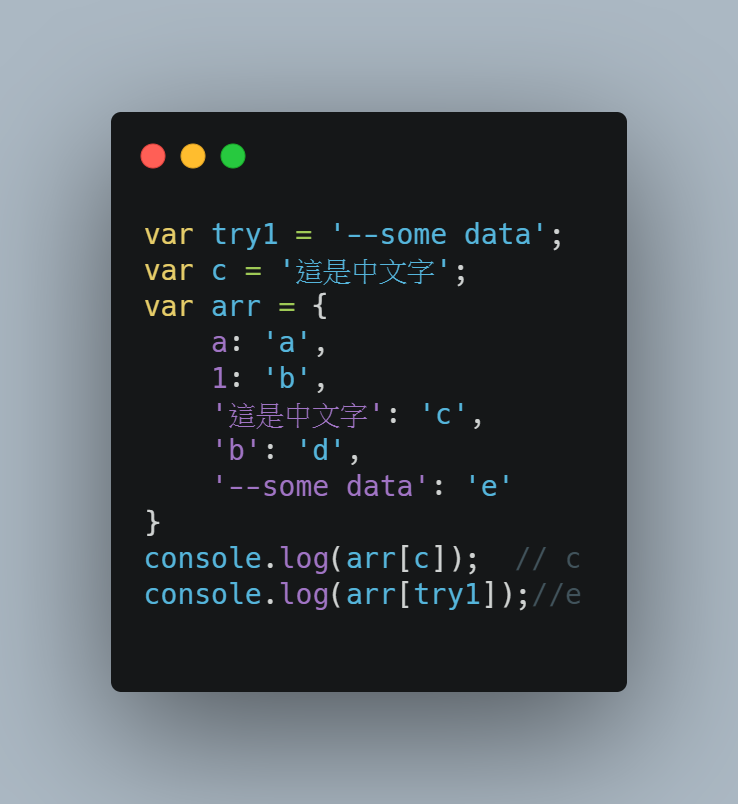 var try1 = '--some data';
var c = '這是中文字';
var arr = {
    a: 'a',
    1: 'b',
    '這是中文字': 'c',
    'b': 'd',
    '--some data': 'e'
}
console.log(arr[c]);  // c
console.log(arr[try1]);//e